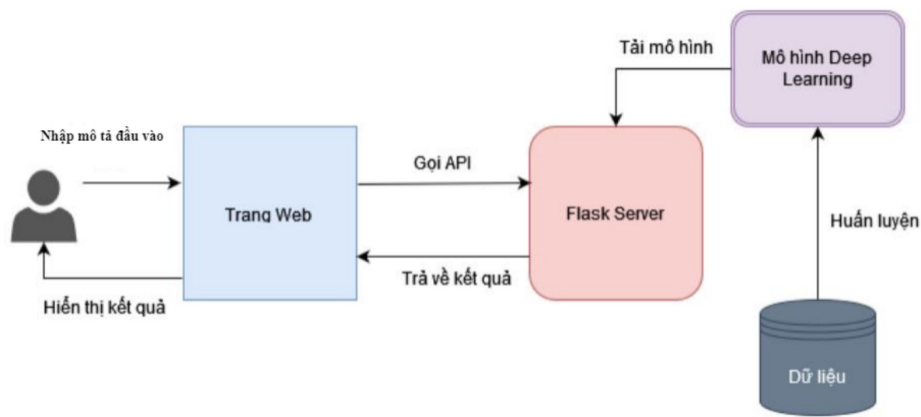 Tải mô hình
Mô hình Deep
Learning
Nhập mô tả đầu vào
Gọi API
Trang Web
Flask Server
Huấn luyện
Trả về kết quả
Hiển thị kết quả
Dữ liệu